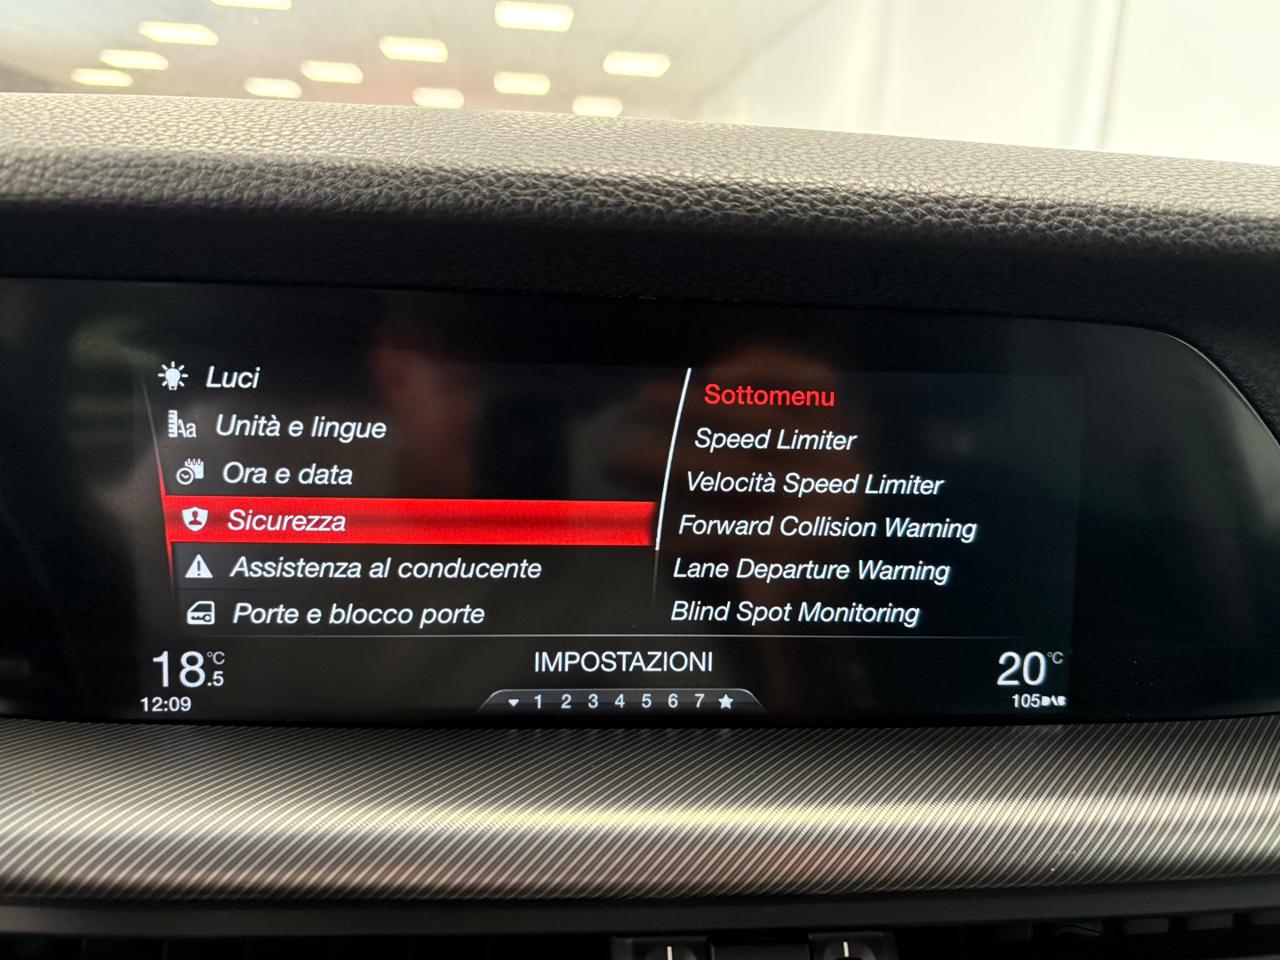 Luci
Unità e lingue
Ora e data
Sicurezza
Assistenza al conducente
Porte e blocco porte
Sottomenu
Speed Limiter
Velocità Speed Limiter
Forward Collision Warning
Lane Departure Warning
Blind Spot Monitoring
18.5 °C
12:09
IMPOSTAZIONI
1 2 3 4 5 6 7
20 °C
105 DAB